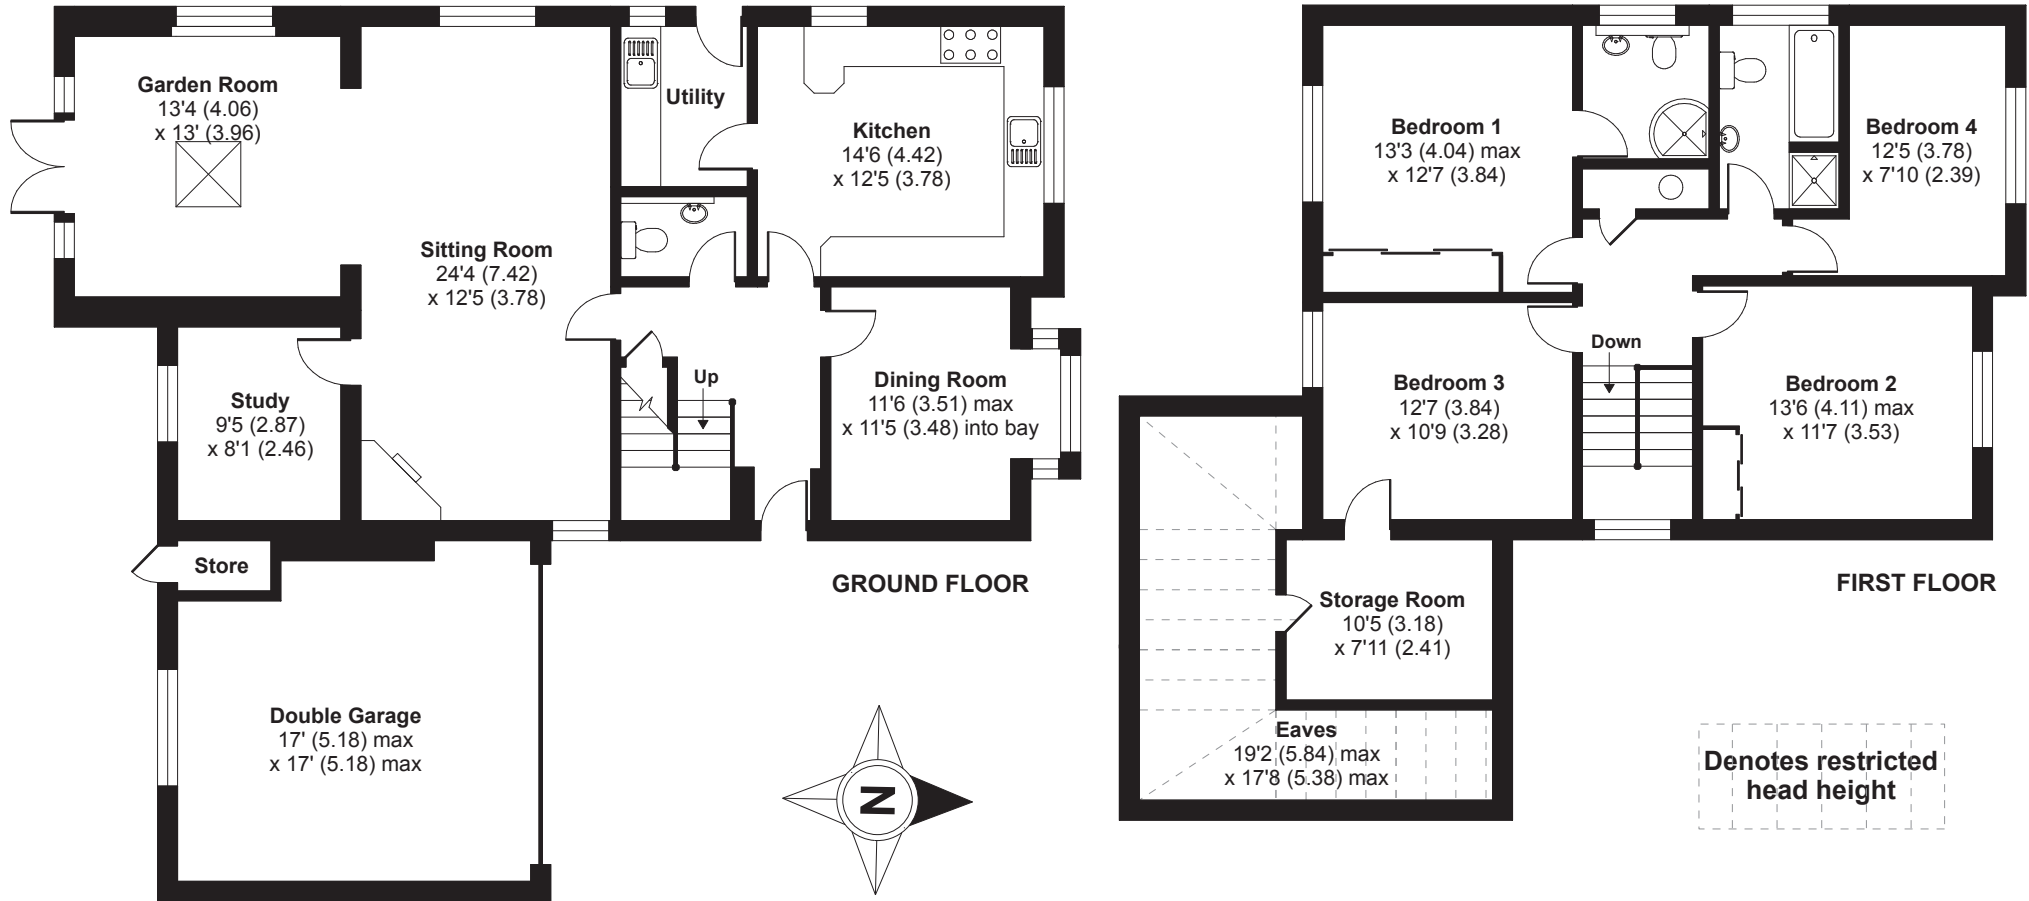 Garden Room
13'4 (4.06)
x 13' (3.96)
Sitting Room
24'4 (7.42)
x 12'5 (3.78)
Utility
Kitchen
14'6 (4.42)
x 12'5 (3.78)
Study
9'5 (2.87)
x 8'1 (2.46)
Up
Dining Room
11'6 (3.51) max
x 11'5 (3.48) into bay
Store
GROUND FLOOR
Double Garage
17' (5.18) max
x 17' (5.18) max
N
Bedroom 1
13'3 (4.04) max
x 12'7 (3.84)
Bedroom 4
12'5 (3.78)
x 7'10 (2.39)
Down
Bedroom 3
12'7 (3.84)
x 10'9 (3.28)
Bedroom 2
13'6 (4.11) max
x 11'7 (3.53)
FIRST FLOOR
Storage Room
10'5 (3.18)
x 7'11 (2.41)
Eaves
19'2 (5.84) max
x 17'8 (5.38) max
Denotes restricted
head height